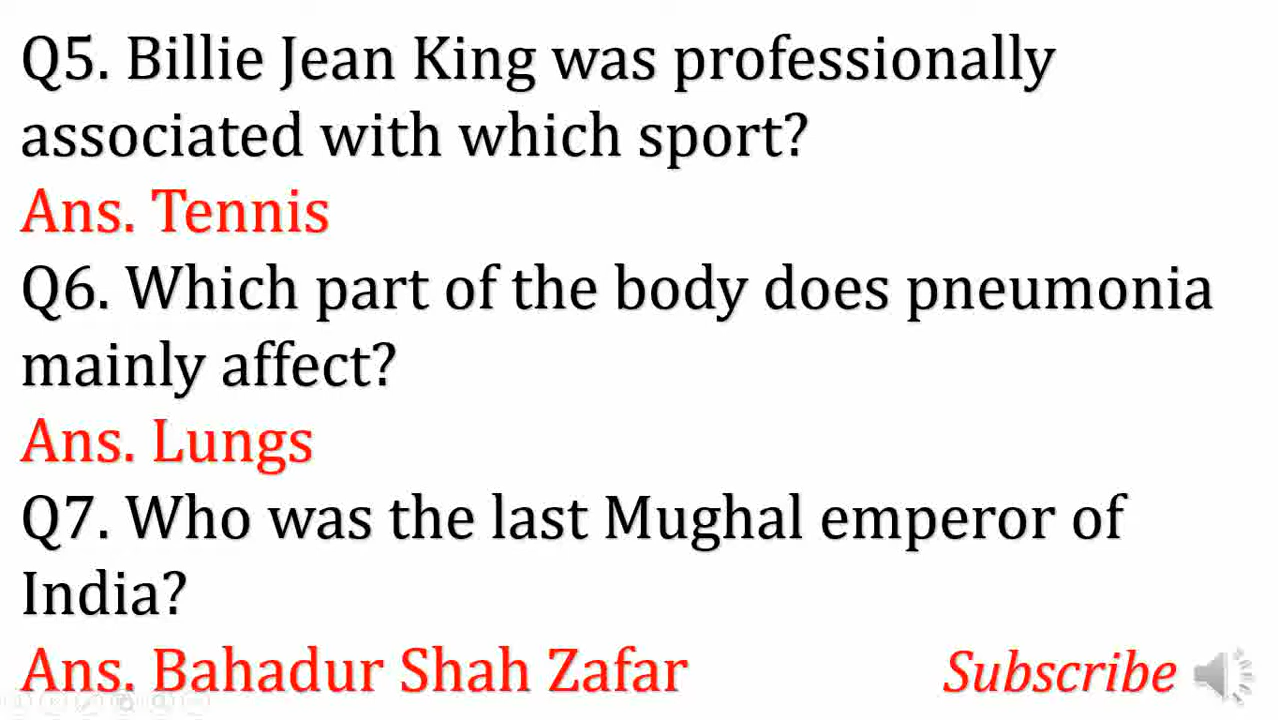 Q5. Billie Jean King was professionally
associated with which sport?
Ans. Tennis
Q6. Which part of the body does pneumonia
mainly affect?
Ans. Lungs
Q7. Who was the last Mughal emperor of
India?
Ans. Bahadur Shah Zafar
Subscribe